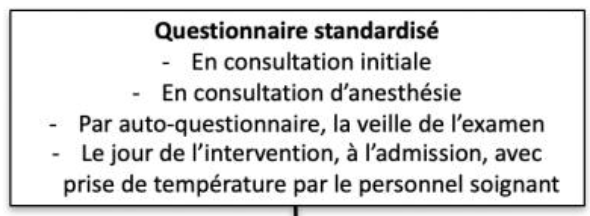 Questionnaire standardisé
- En consultation initiale
- En consultation d’anesthésie
- Par auto-questionnaire, la veille de l’examen
- Le jour de l’intervention, à l’admission, avec
prise de température par le personnel soignant